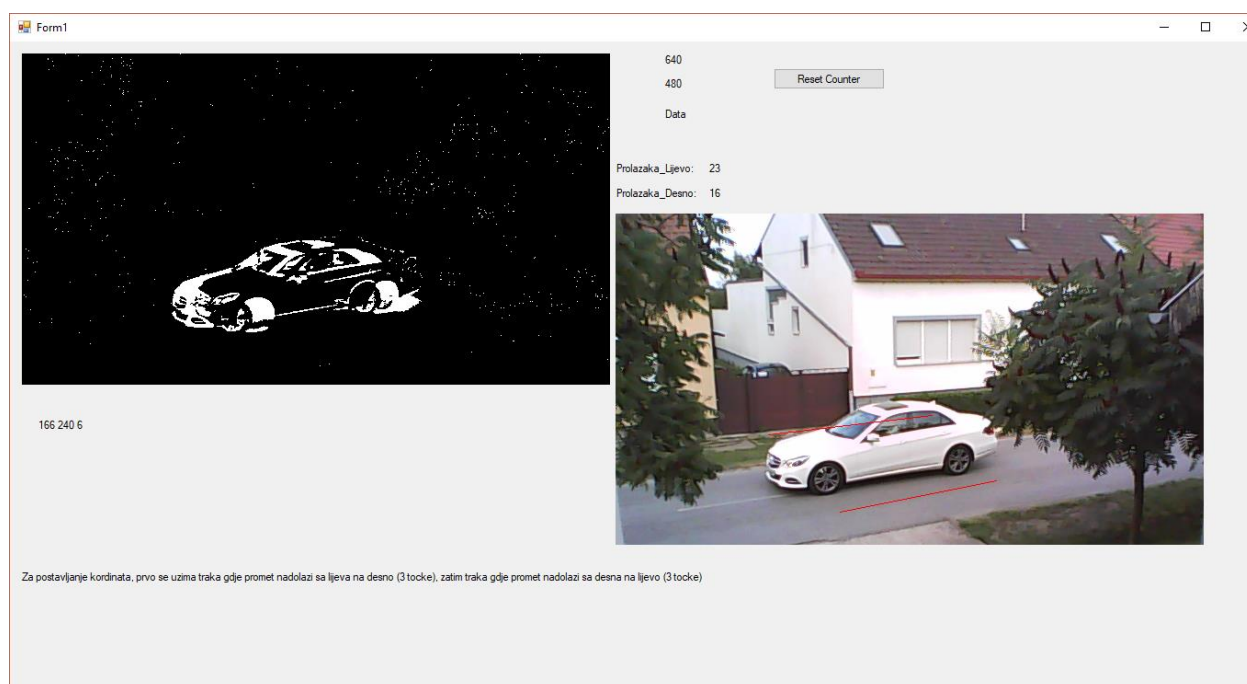 Form1
640
480
Reset Counter
Data
Prolazaka_Lijevo: 23
Prolazaka_Desno: 16
166 240 6
Za postavljanje kordinata, prvo se uzima traka gdje promet nadolazi sa lijeva na desno (3 tocke), zatim traka gdje promet nadolazi sa desna na lijevo (3 tocke)